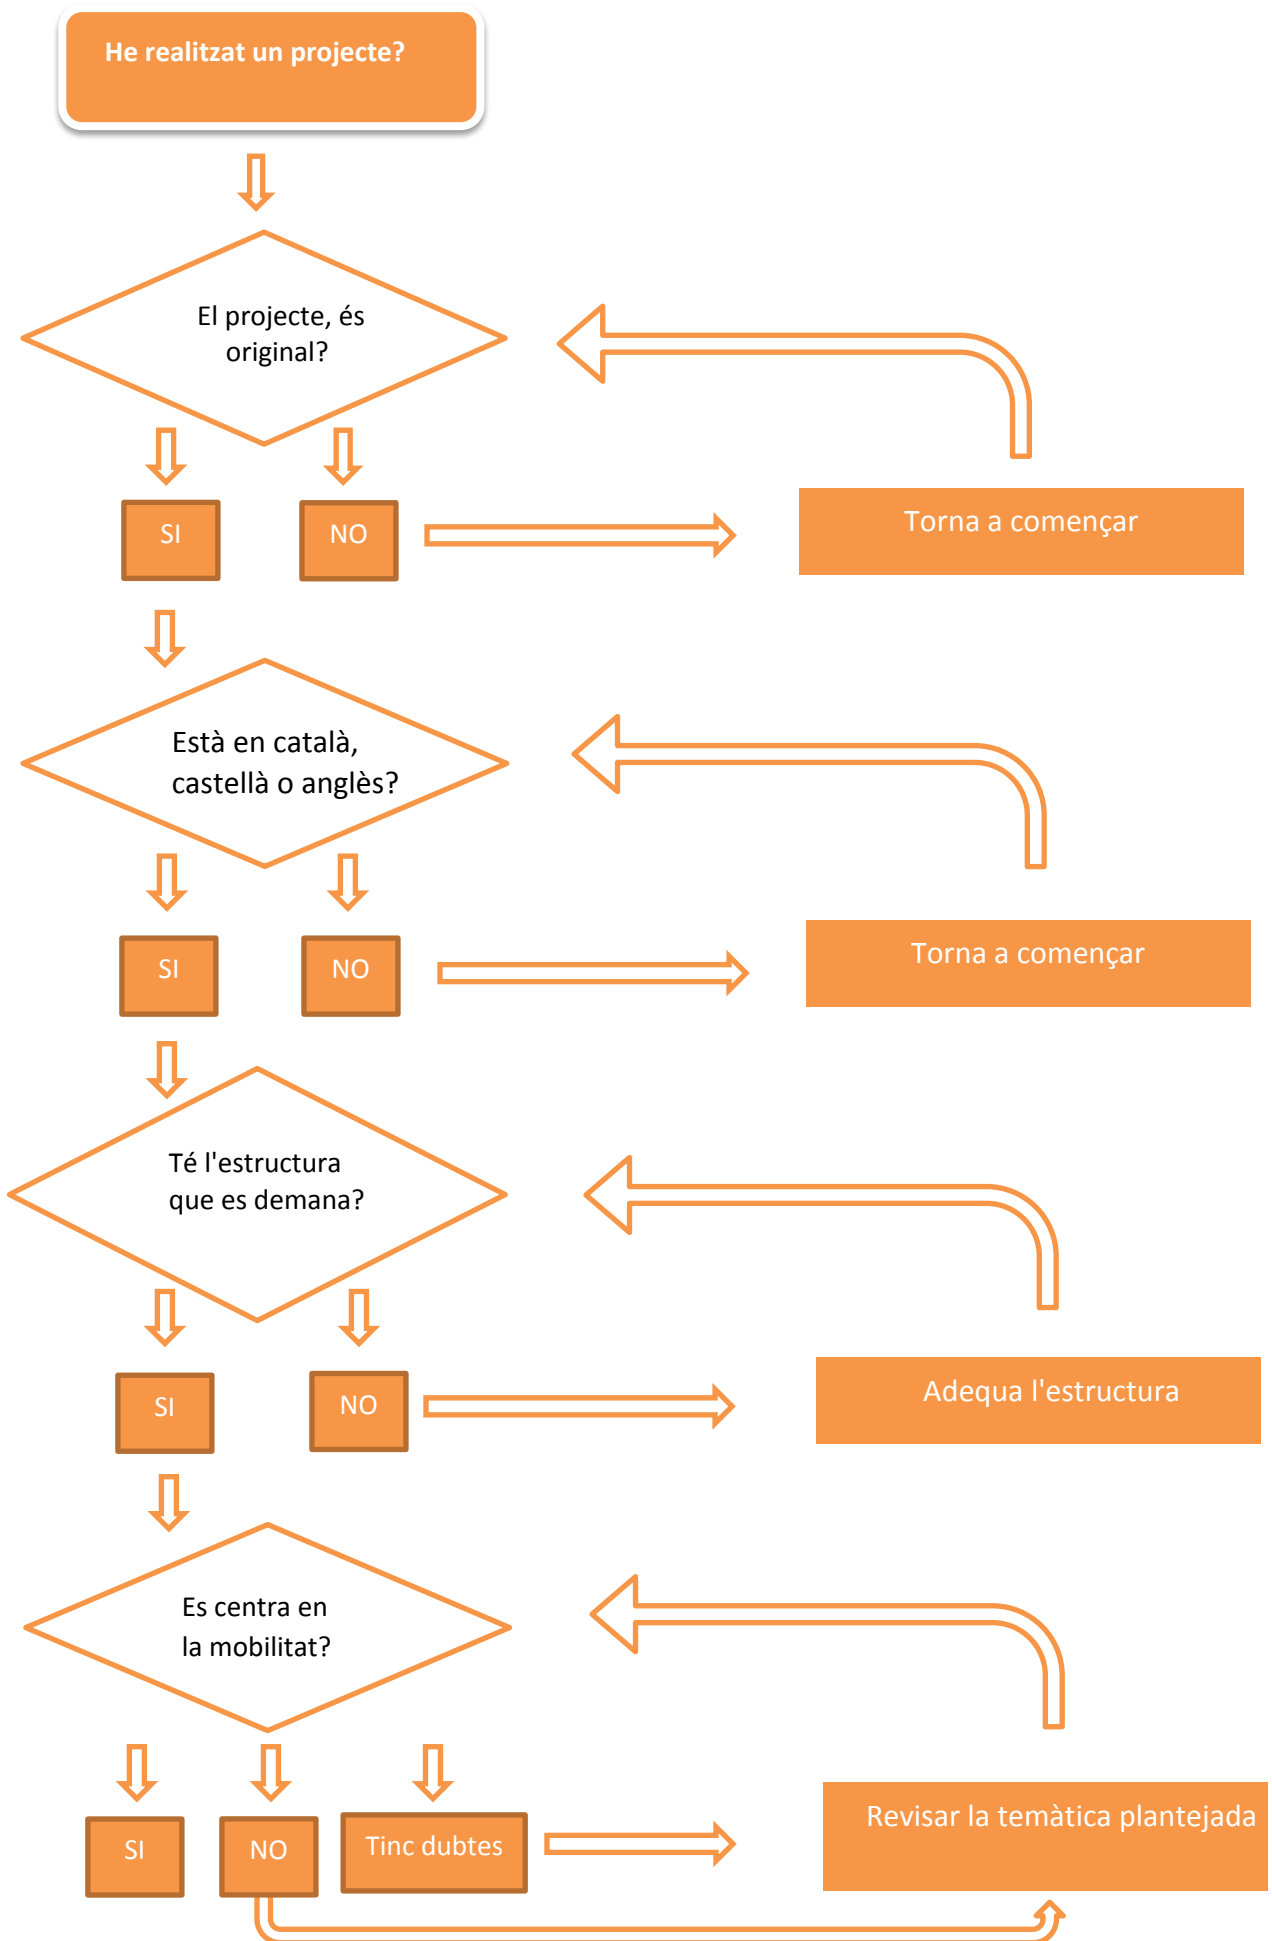 He realitzat un projecte?
El projecte, és
original?
SI
NO
Torna a començar
Està en català,
castellà o anglès?
SI
NO
Torna a començar
Té l'estructura
que es demana?
SI
NO
Adequa l'estructura
Es centra en
la mobilitat?
SI
NO
Tinc dubtes
Revisar la temàtica plantejada